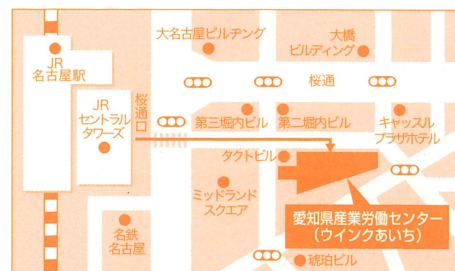 大名古屋ビルヂング
大橋
ビルディング
JR
名古屋駅
桜通
JR
セントラル
タワーズ
桜通口
第三堀内ビル
第二堀内ビル
キャッスル
プラザホテル
タクトビル
ミッドランド
スクエア
愛知県産業労働センター
(ウインクあいち)
名鉄
名古屋
琥珀ビル